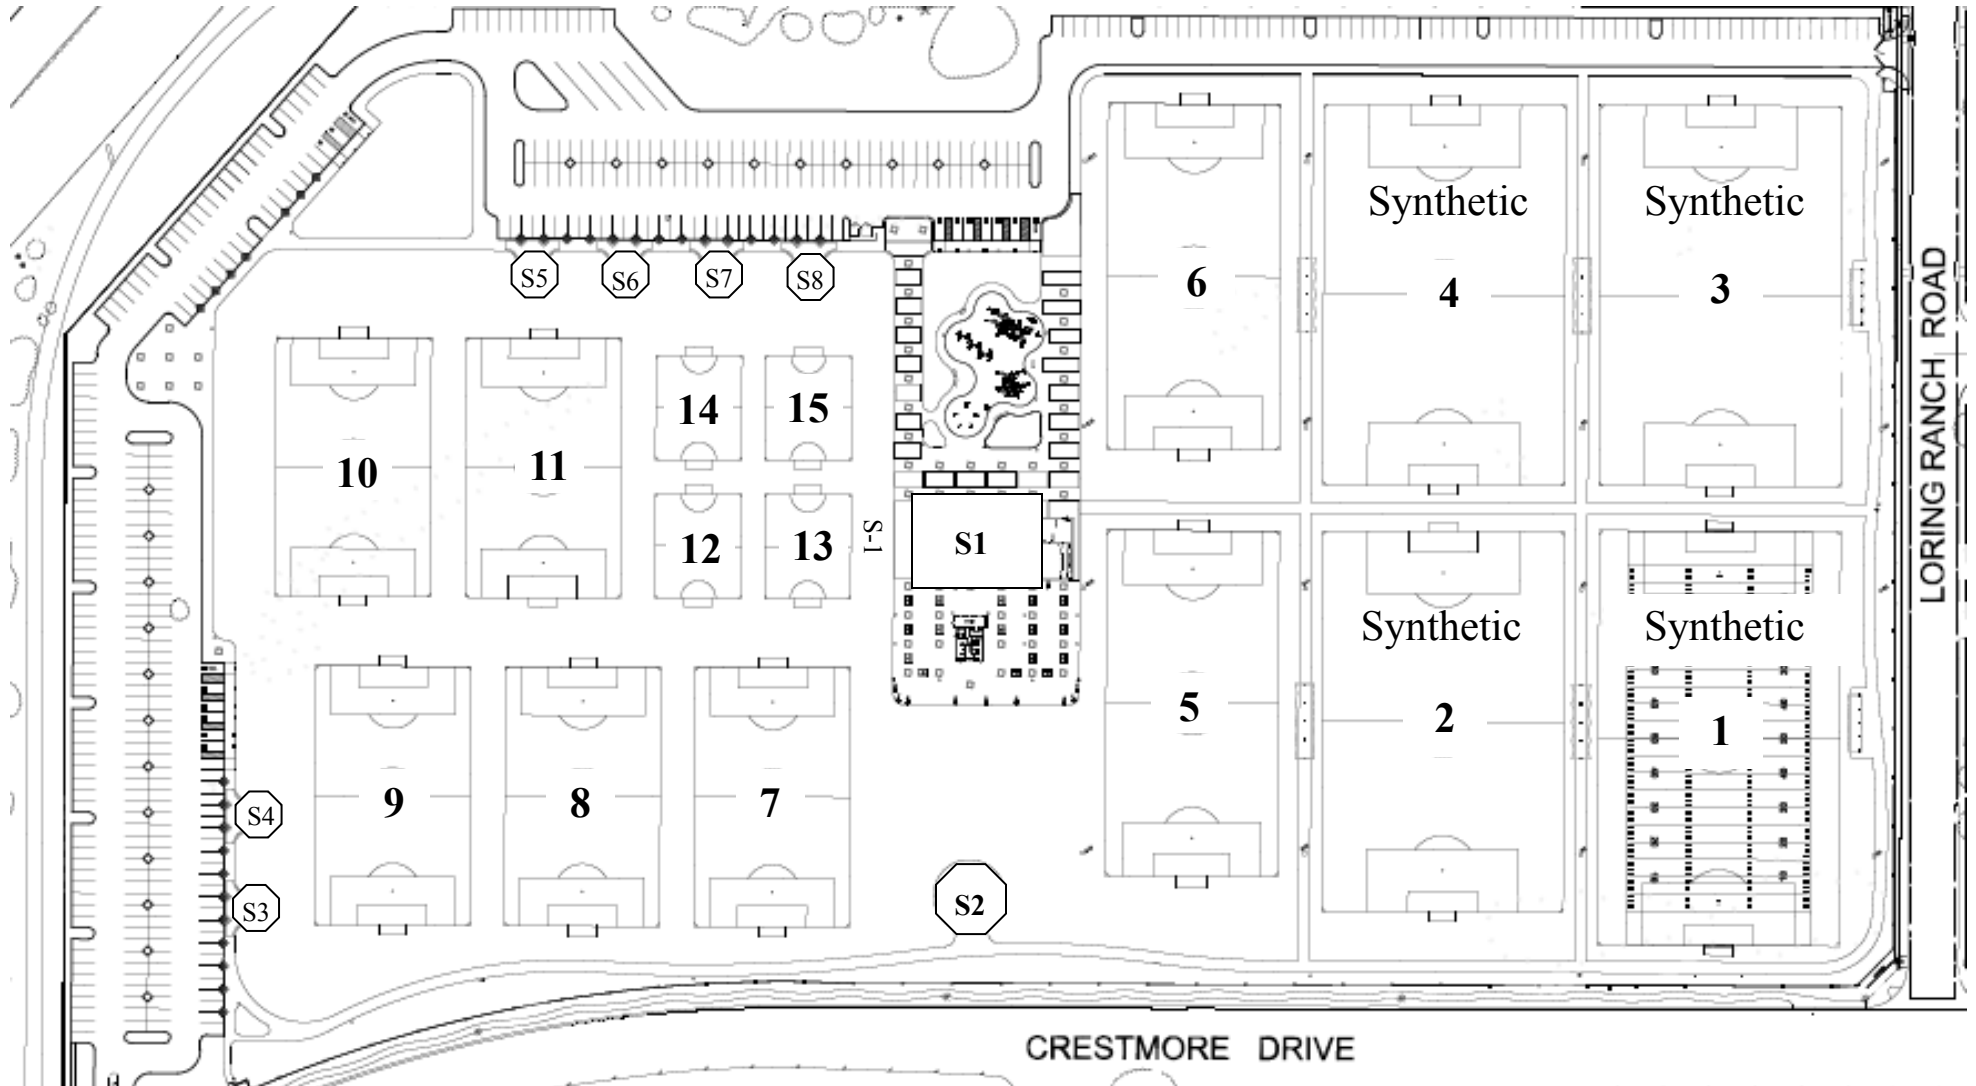 Synthetic
Synthetic
S5
S6
S7
S8
6
4
3
14
15
10
11
12
13
S-1
S1
Synthetic
Synthetic
5
2
1
9
8
7
S4
S3
S2
LORING RANCH ROAD
CRESTMORE DRIVE